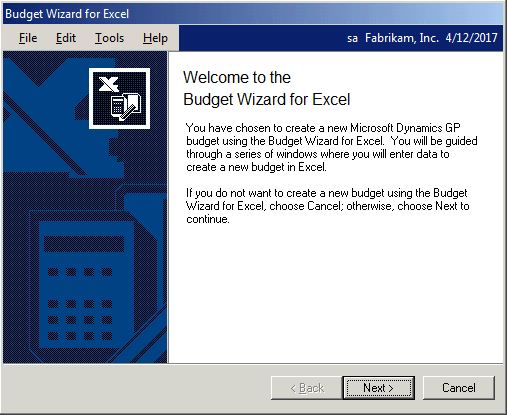 Budget Wizard for Excel
File Edit Tools Help sa Fabrikam, Inc. 4/12/2017
Welcome to the
Budget Wizard for Excel
You have chosen to create a new Microsoft Dynamics GP
budget using the Budget Wizard for Excel. You will be guided
through a series of windows where you will enter data to
create a new budget in Excel.
If you do not want to create a new budget using the Budget
Wizard for Excel, choose Cancel; otherwise, choose Next to
continue.
< Back Next > Cancel